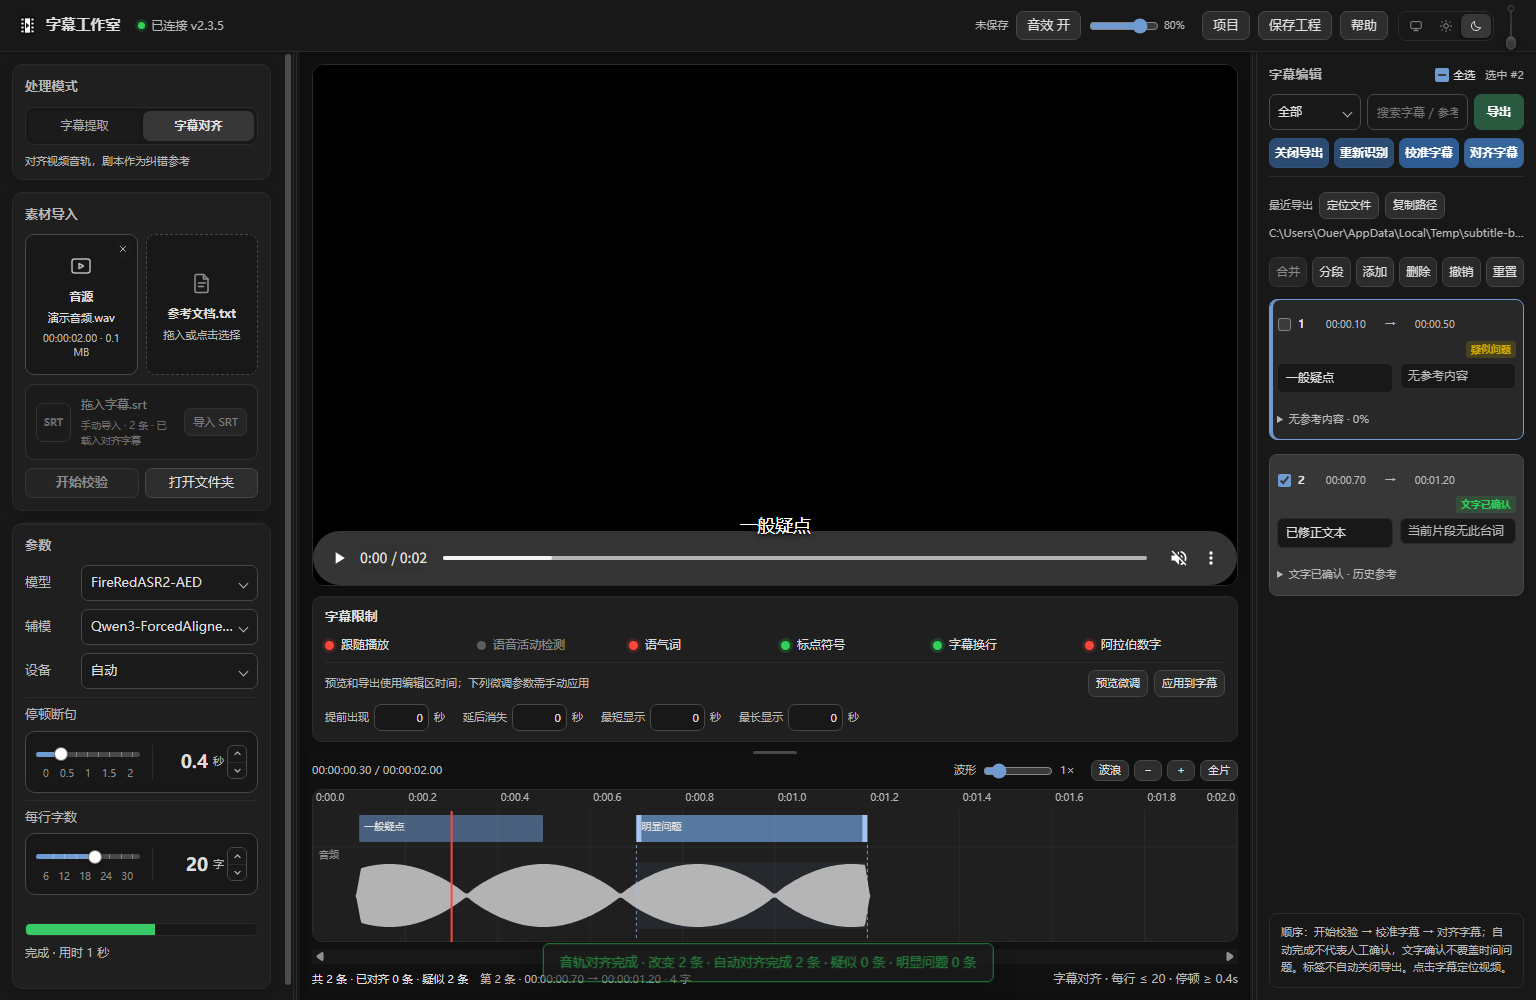 字幕工作室
已连接 v2.3.5
未保存
音效 开
80%
项目
保存工程
帮助
处理模式
字幕提取
字幕对齐
对齐视频音轨，剧本作为纠错参考
素材导入
×
音源
演示音频.wav
00:00:02.00 · 0.1
MB
参考文档.txt
拖入或点击选择
SRT
拖入字幕.srt
手动导入 · 2 条 · 已
载入对齐字幕
导入 SRT
开始校验
打开文件夹
参数
模型
FireRedASR2-AED
辅模
Qwen3-ForcedAligne...
设备
自动
停顿断句
0 0.5 1 1.5 2
0.4 秒
每行字数
6 12 18 24 30
20 字
完成 · 用时 1 秒
一般疑点
0:00 / 0:02
字幕限制
跟随播放
语音活动检测
语气词
标点符号
字幕换行
阿拉伯数字
预览和导出使用编辑区时间；下列微调参数需手动应用
预览微调
应用到字幕
提前出现 0 秒
延后消失 0 秒
最短显示 0 秒
最长显示 0 秒
00:00:00.30 / 00:00:02.00
波形
1×
波浪
−
+
全片
0:00.0 0:00.2 0:00.4 0:00.6 0:00.8 0:01.0 0:01.2 0:01.4 0:01.6 0:01.8 0:02.0
一般疑点
明显问题
音频
音轨对齐完成 · 改变 2 条 · 自动对齐完成 2 条 · 疑似 0 条 · 明显问题 0 条
共 2 条 · 已对齐 0 条 · 疑似 2 条
第 2 条 · 00:00:00.70 → 00:00:01.20 · 4 字
字幕对齐 · 每行 ≤ 20 · 停顿 ≥ 0.4s
字幕编辑
全选
选中 #2
全部
搜索字幕 / 参考
导出
关闭导出
重新识别
校准字幕
对齐字幕
最近导出
定位文件
复制路径
C:\Users\Ouer\AppData\Local\Temp\subtitle-b...
合并
分段
添加
删除
撤销
重置
1 00:00.10 → 00:00.50
疑似问题
一般疑点
无参考内容
无参考内容 · 0%
2 00:00.70 → 00:01.20
文字已确认
已修正文本
当前片段无此台词
文字已确认 · 历史参考
顺序：开始校验 → 校准字幕 → 对齐字幕；自
动完成不代表人工确认，文字确认不覆盖时间问
题。标签不自动关闭导出。点击字幕定位视频。